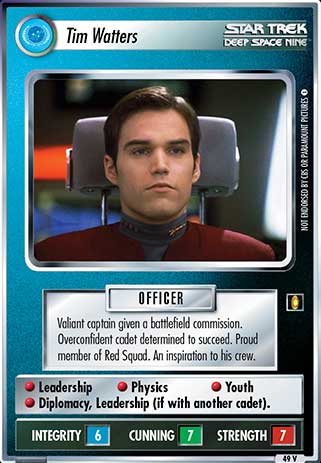 Tim Watters
STAR TREK
DEEP SPACE NINE
NOT ENDORSED BY CBS OR PARAMOUNT PICTURES
OFFICER
Valiant captain given a battlefield commission.
Overconfident cadet determined to succeed. Proud
member of Red Squad. An inspiration to his crew.
Leadership Physics Youth
Diplomacy, Leadership (if with another cadet).
INTEGRITY 6 CUNNING 7 STRENGTH 7
49 V